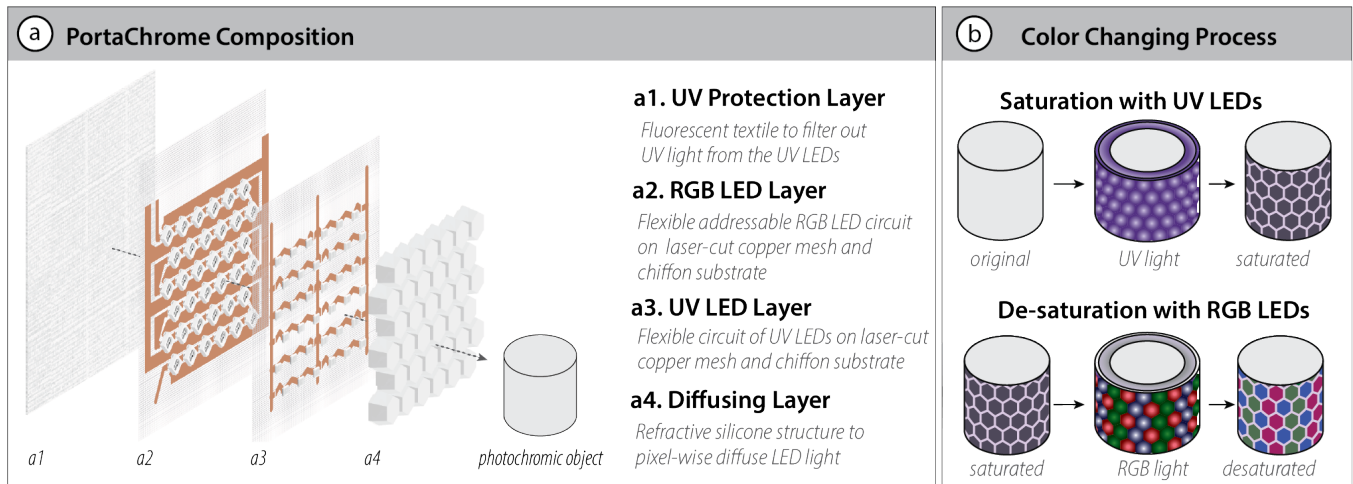 a PortaChrome Composition
a1. UV Protection Layer
Fluorescent textile to filter out
UV light from the UV LEDs
a2. RGB LED Layer
Flexible addressable RGB LED circuit
on laser-cut copper mesh and
chiffon substrate
a3. UV LED Layer
Flexible circuit of UV LEDs on laser-cut
copper mesh and chiffon substrate
a4. Diffusing Layer
Refractive silicone structure to
pixel-wise diffuse LED light
a1 a2 a3 a4 photochromic object
b Color Changing Process
Saturation with UV LEDs
original UV light saturated
De-saturation with RGB LEDs
saturated RGB light desaturated